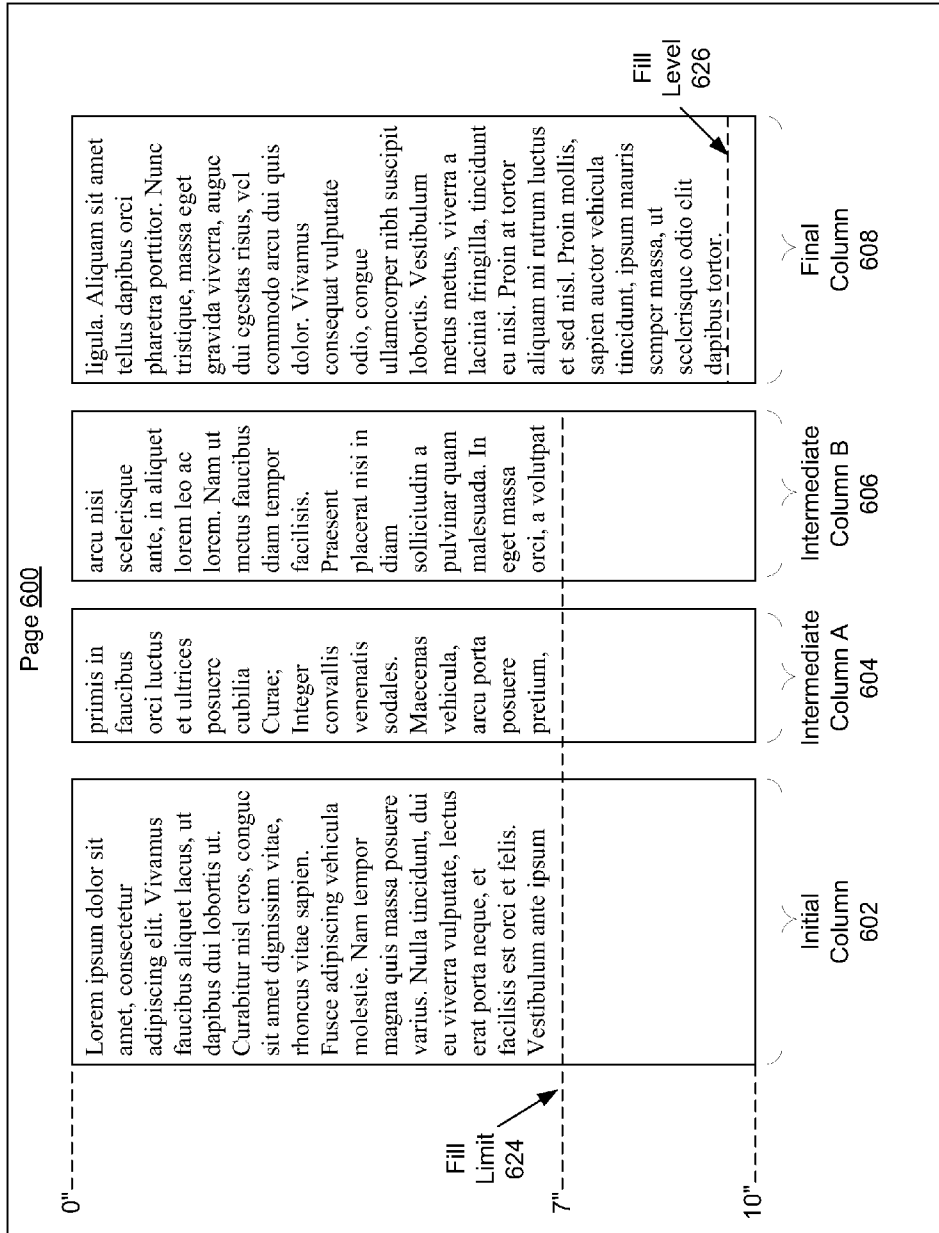 Page 600
0"
7"
10"
Fill
Limit
624
Lorem ipsum dolor sit
amet, consectetur
adipiscing elit. Vivamus
faucibus aliquet lacus, ut
dapibus dui lobortis ut.
Curabitur nisl eros, congue
sit amet dignissim vitae,
rhoncus vitae sapien.
Fusce adipiscing vehicula
molestie. Nam tempor
magna quis massa posuere
varius. Nulla tincidunt, dui
eu viverra vulputate, lectus
erat porta neque, et
facilisis est orci et felis.
Vestibulum ante ipsum
Initial
Column
602
primis in
faucibus
orci luctus
et ultrices
posuere
cubilia
Curae;
Integer
convallis
venenatis
sodales.
Maecenas
vehicula,
arcu porta
posuere
pretium,
Intermediate
Column A
604
arcu nisi
scelerisque
ante, in aliquet
lorem leo ac
lorem. Nam ut
metus faucibus
diam tempor
facilisis.
Praesent
placerat nisi in
diam
sollicitudin a
pulvinar quam
malesuada. In
eget massa
orci, a volutpat
Intermediate
Column B
606
ligula. Aliquam sit amet
tellus dapibus orci
pharetra porttitor. Nunc
tristique, massa eget
gravida viverra, augue
dui egestas risus, vel
commodo arcu dui quis
dolor. Vivamus
consequat vulputate
odio, congue
ullamcorper nibh suscipit
lobortis. Vestibulum
metus metus, viverra a
lacinia fringilla, tincidunt
eu nisi. Proin at tortor
aliquam mi rutrum luctus
et sed nisl. Proin mollis,
sapien auctor vehicula
tincidunt, ipsum mauris
semper massa, ut
scelerisque odio elit
dapibus tortor.
Final
Column
608
Fill
Level
626